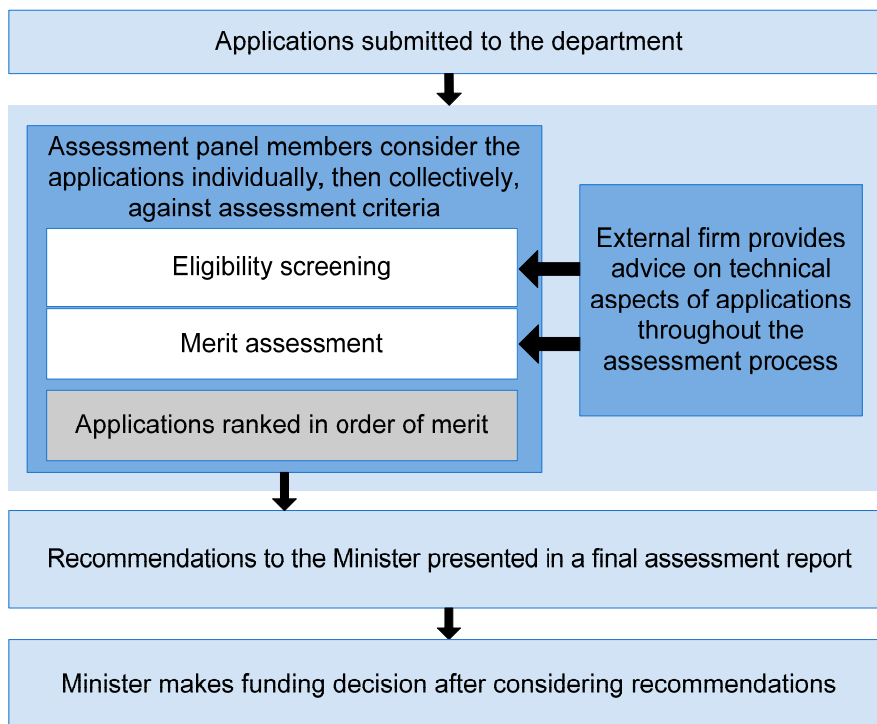 Applications submitted to the department
Assessment panel members consider the
applications individually, then collectively,
against assessment criteria
Eligibility screening
Merit assessment
Applications ranked in order of merit
External firm provides
advice on technical
aspects of applications
throughout the
assessment process
Recommendations to the Minister presented in a final assessment report
Minister makes funding decision after considering recommendations